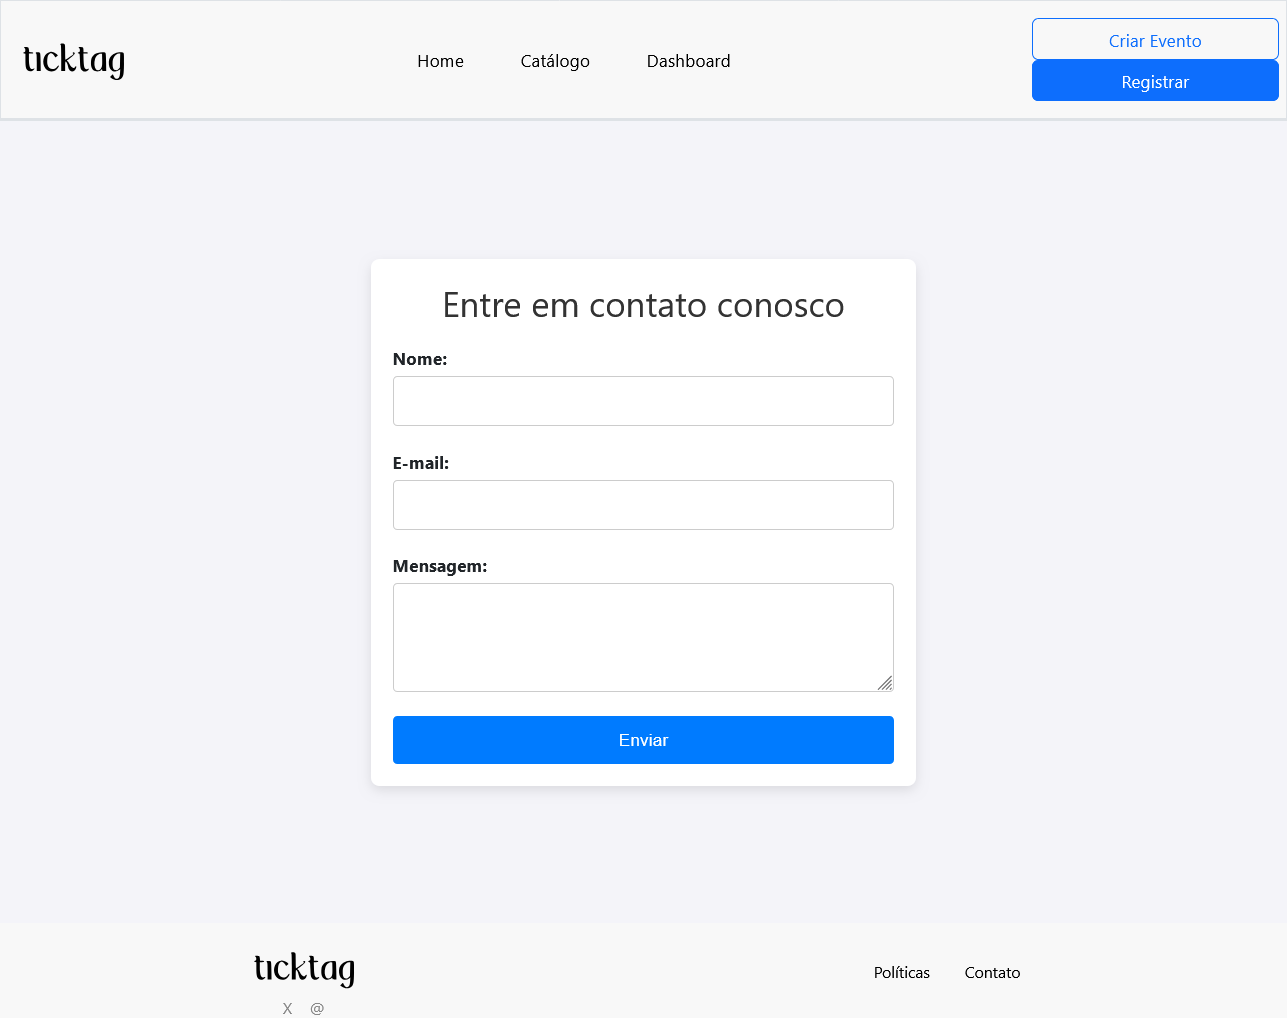 ticktag
Home Catálogo Dashboard
Criar Evento
Registrar
Entre em contato conosco
Nome:
E-mail:
Mensagem:
Enviar
ticktag
Políticas Contato
X @